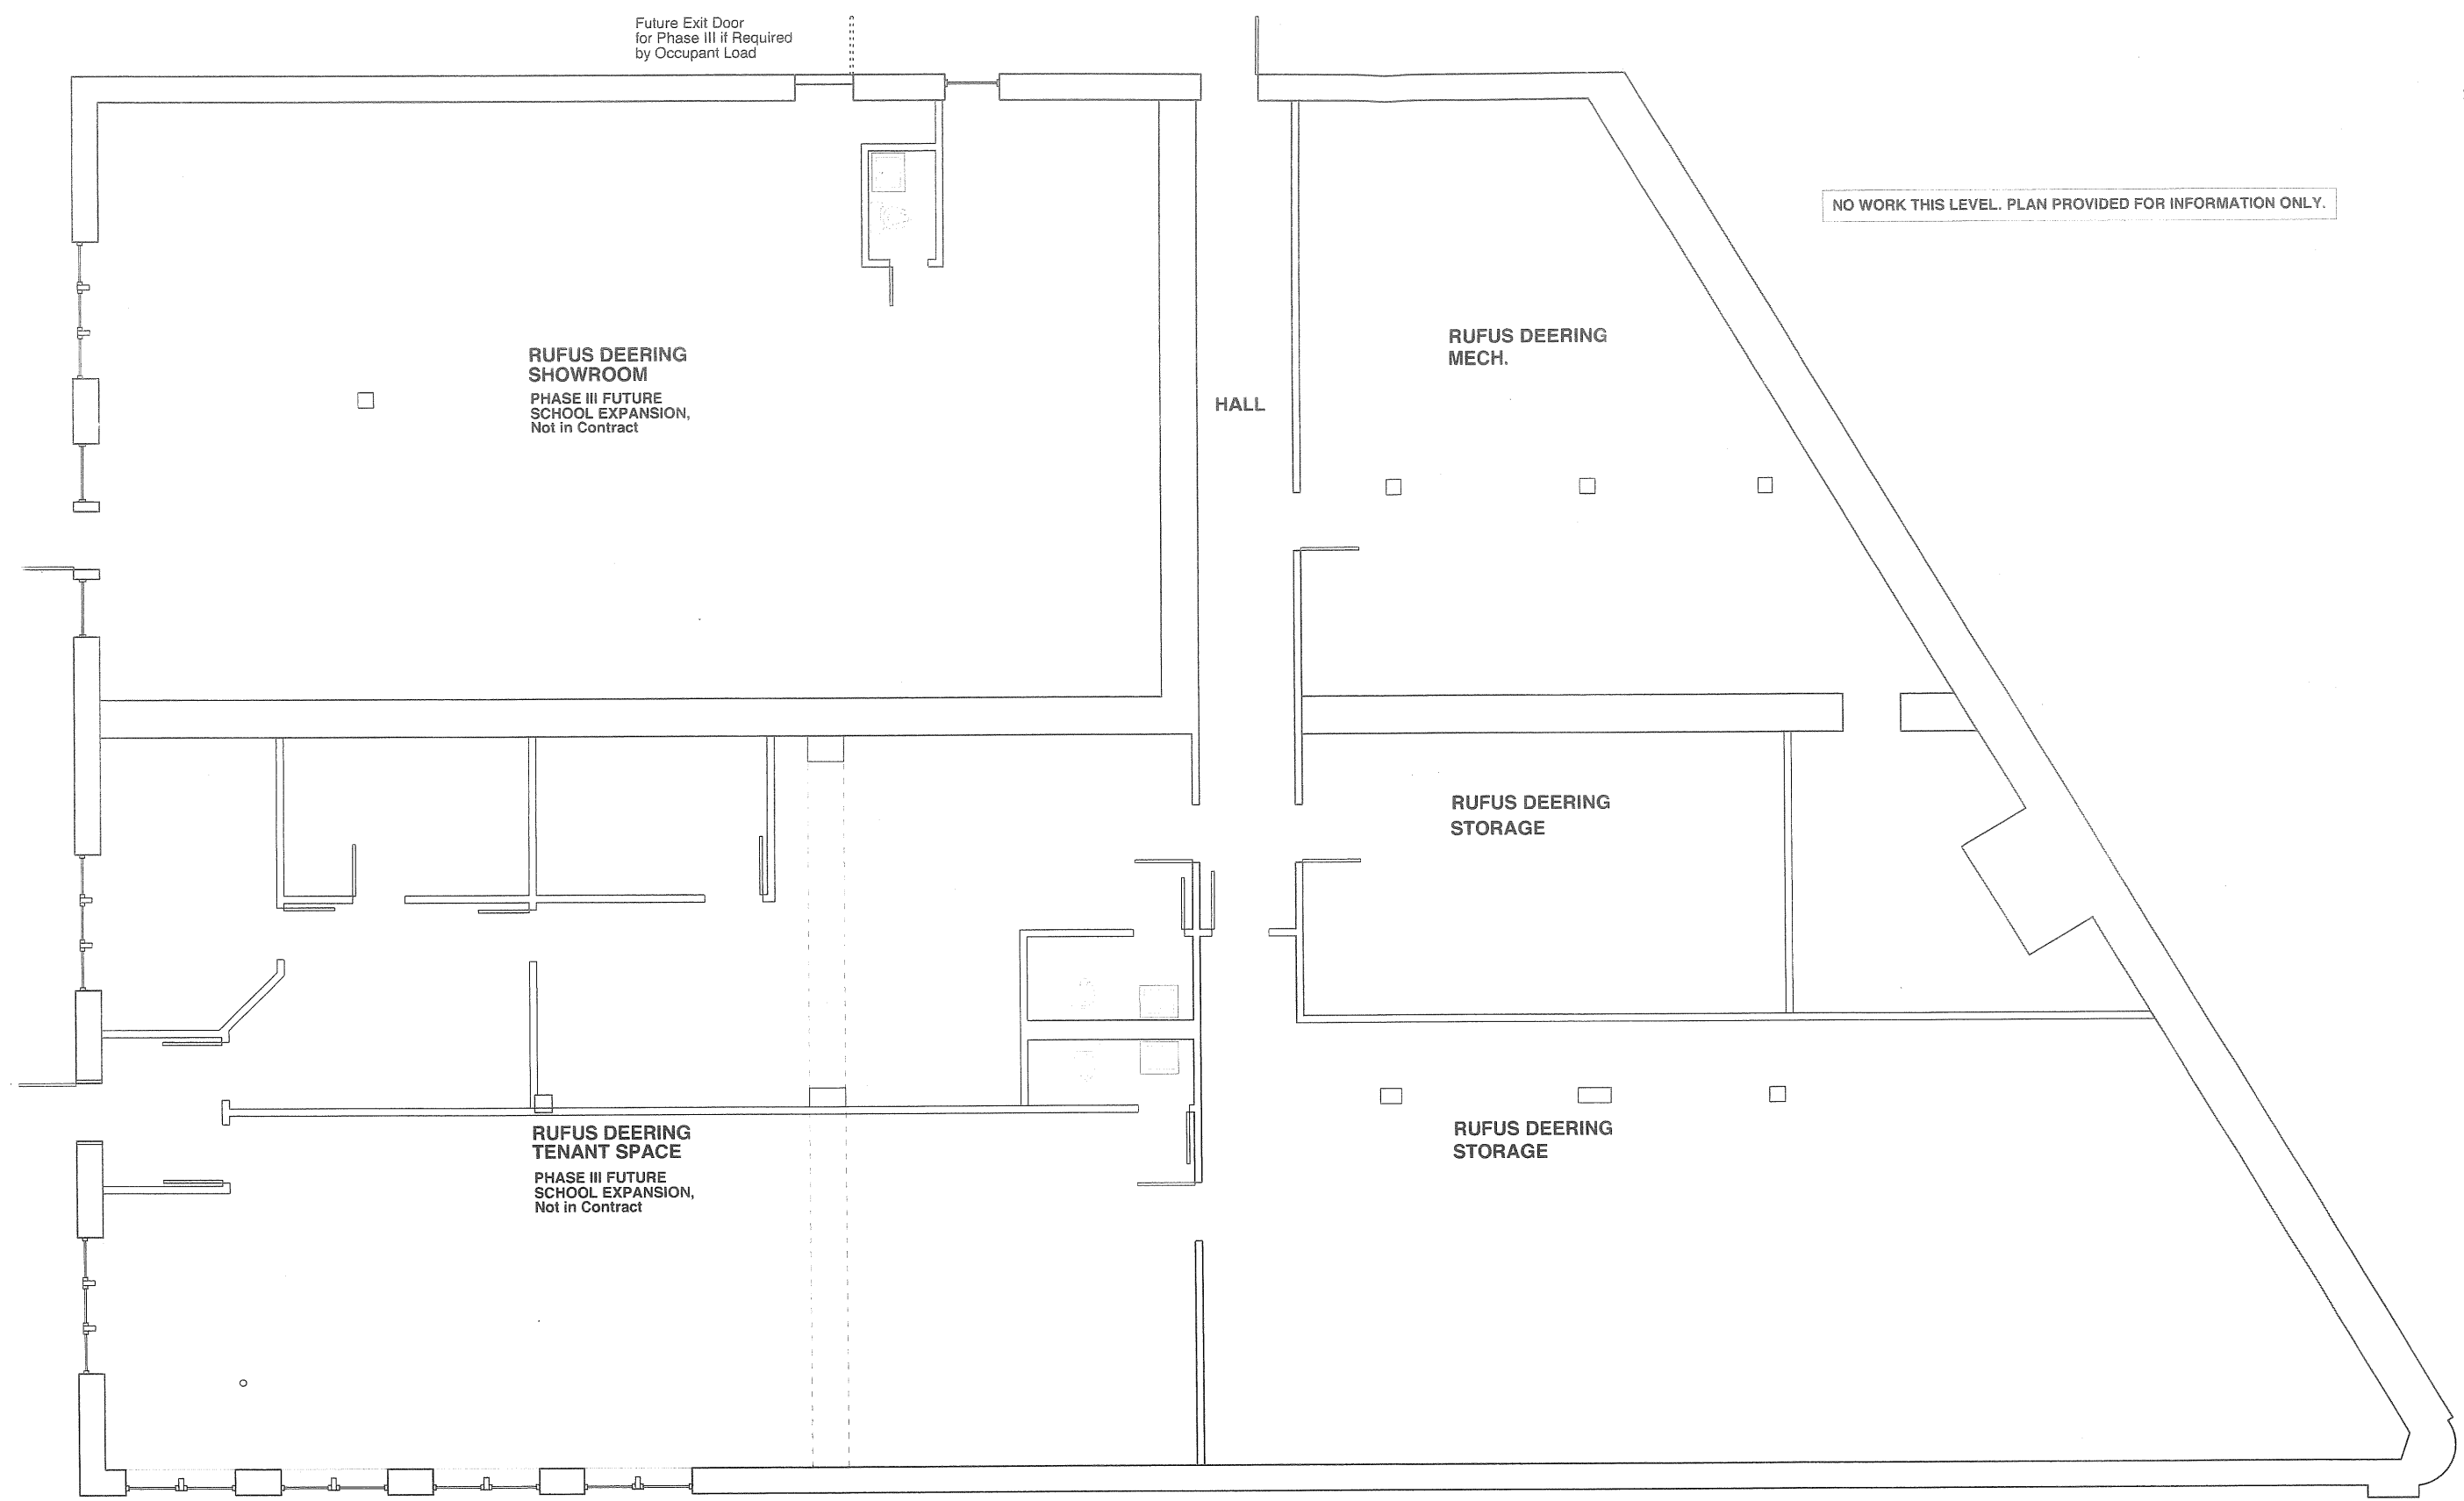 Future Exit Door
for Phase III if Required
by Occupant Load
NO WORK THIS LEVEL. PLAN PROVIDED FOR INFORMATION ONLY.
RUFUS DEERING
SHOWROOM
PHASE III FUTURE
SCHOOL EXPANSION,
Not in Contract
HALL
RUFUS DEERING
MECH.
RUFUS DEERING
STORAGE
RUFUS DEERING
TENANT SPACE
PHASE III FUTURE
SCHOOL EXPANSION,
Not in Contract
RUFUS DEERING
STORAGE